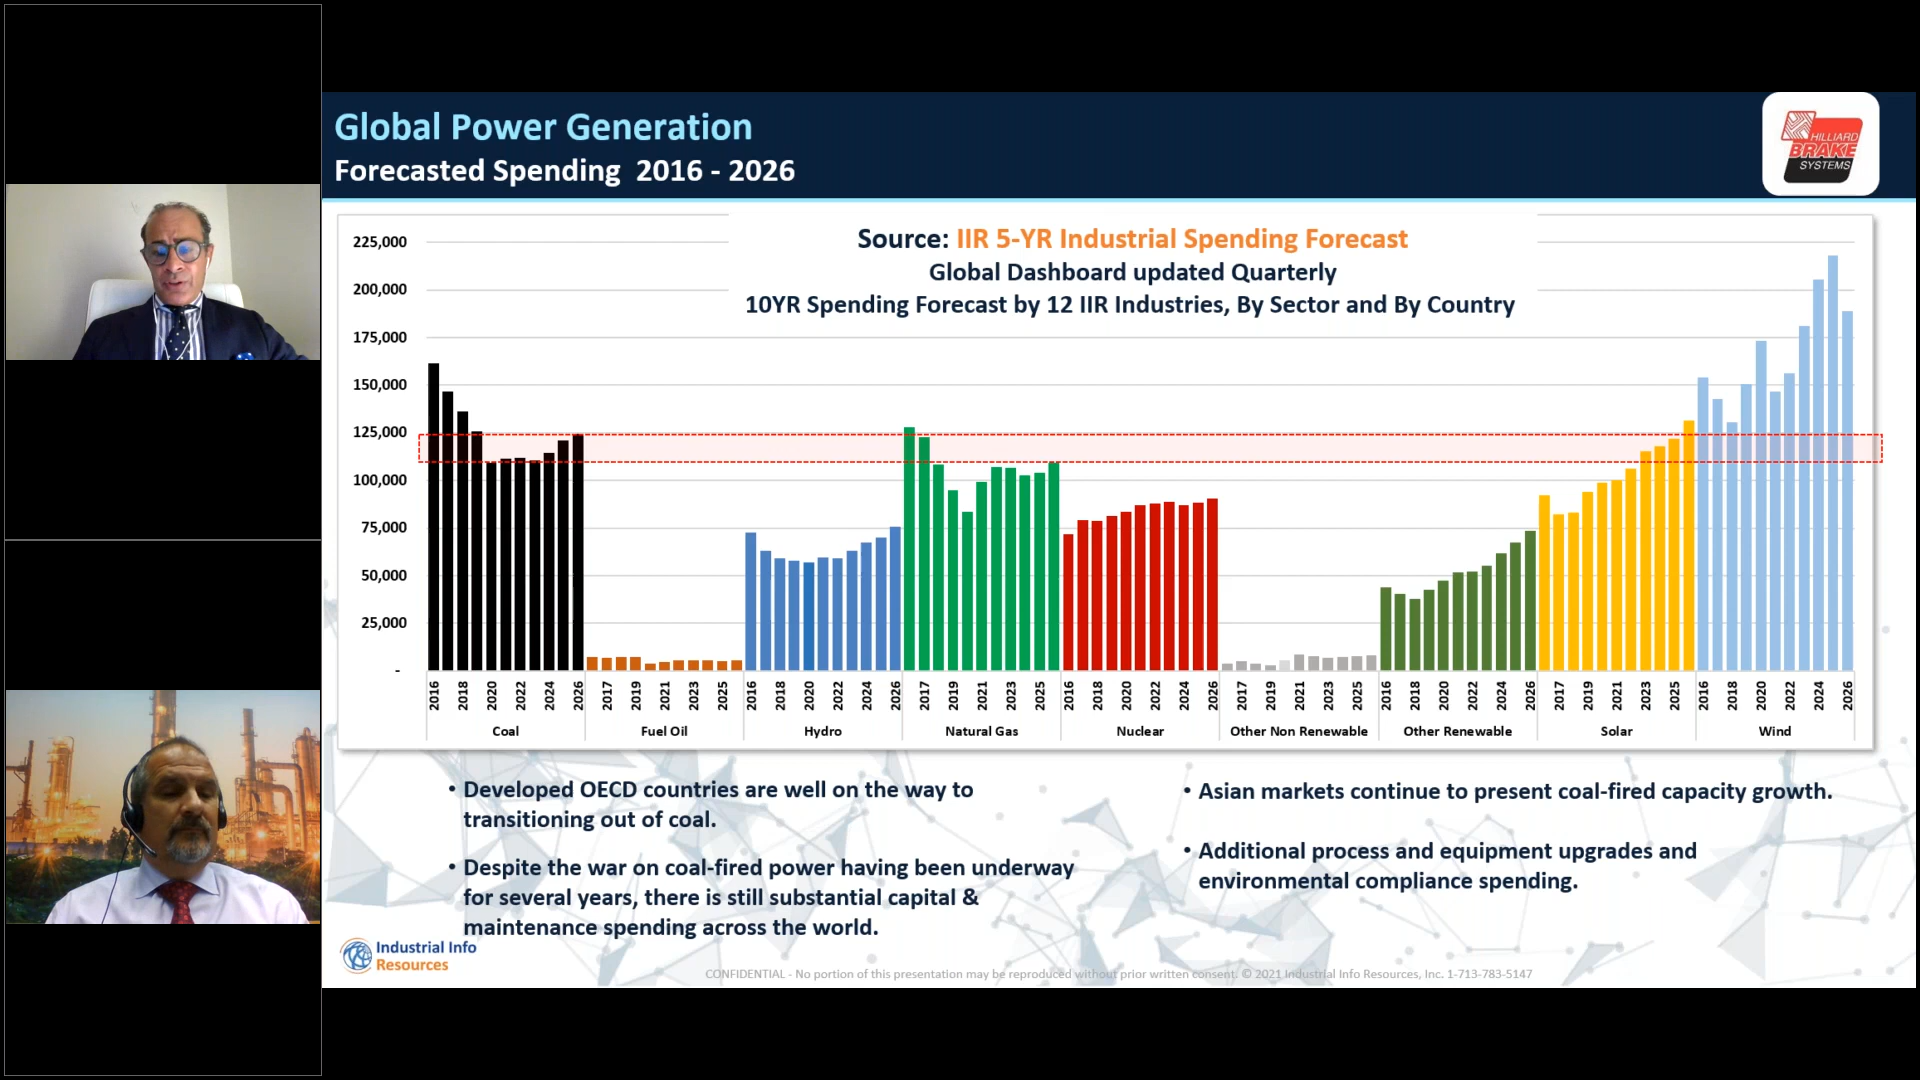 Global Power Generation
Forecasted Spending 2016 - 2026
HILLIARD
BRAKE
SYSTEMS
Source: IIR 5-YR Industrial Spending Forecast
Global Dashboard updated Quarterly
10YR Spending Forecast by 12 IIR Industries, By Sector and By Country
225,000
200,000
175,000
150,000
125,000
100,000
75,000
50,000
25,000
-
2016 2018 2020 2022 2024 2026 2017 2019 2021 2023 2025 2016 2018 2020 2022 2024 2026 2017 2019 2021 2023 2025 2016 2018 2020 2022 2024 2026 2017 2019 2021 2023 2025 2016 2018 2020 2022 2024 2026 2017 2019 2021 2023 2025 2016 2018 2020 2022 2024 2026
Coal Fuel Oil Hydro Natural Gas Nuclear Other Non Renewable Other Renewable Solar Wind
• Developed OECD countries are well on the way to
transitioning out of coal.
• Despite the war on coal-fired power having been underway
for several years, there is still substantial capital &
maintenance spending across the world.
• Asian markets continue to present coal-fired capacity growth.
• Additional process and equipment upgrades and
environmental compliance spending.
Industrial Info
Resources
CONFIDENTIAL - No portion of this presentation may be reproduced without prior written consent. © 2021 Industrial Info Resources, Inc. 1-713-783-5147